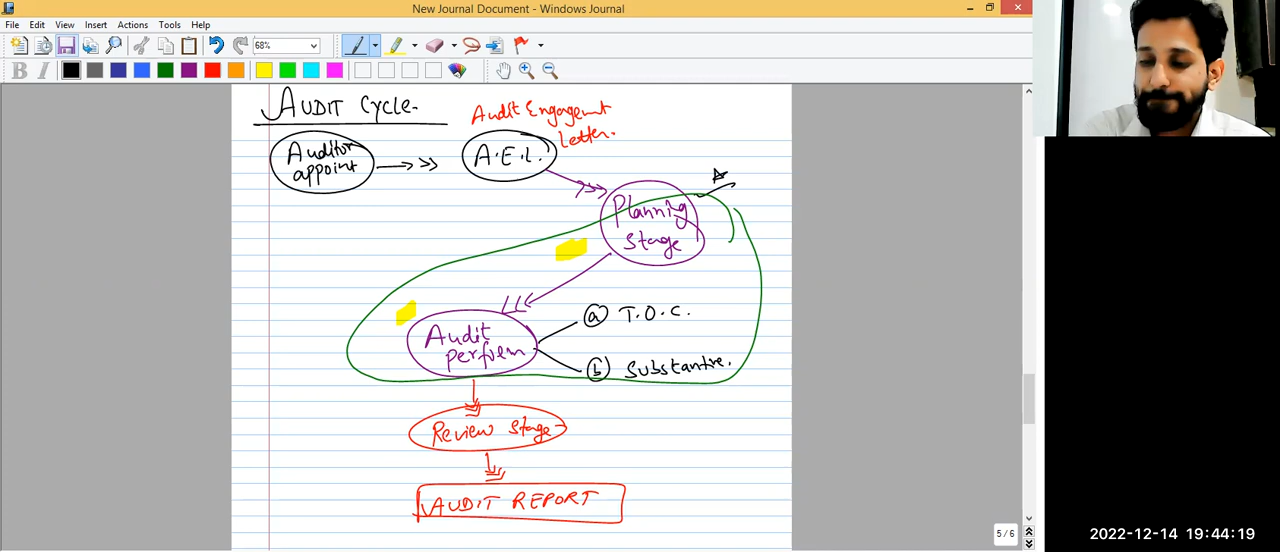 New Journal Document - Windows Journal
File Edit View Insert Actions Tools Help
68%
B I
AUDIT Cycle.
Audit Engagement
Letter.
Auditor
appoint
A.E.L.
Planning
Stage
Audit
perform
a T.O.C.
b Substantive.
Review Stage
AUDIT REPORT
5/6
2022-12-14 19:44:19